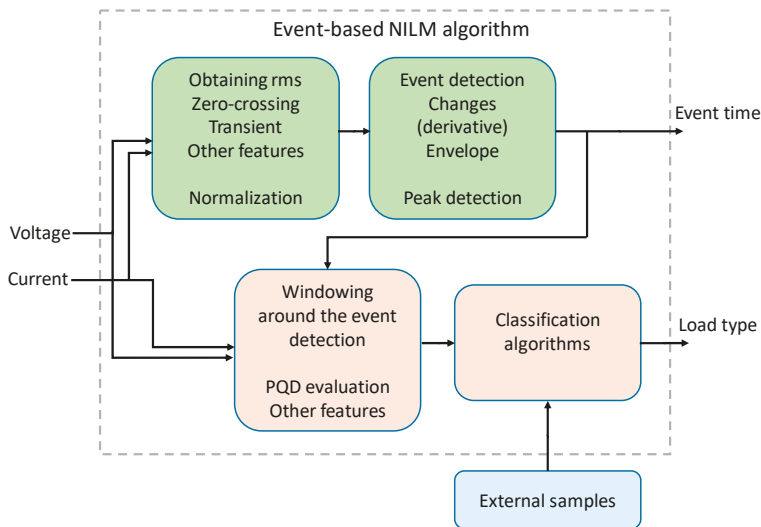 Event-based NILM algorithm
Obtaining rms
Zero-crossing
Transient
Other features
Normalization
Event detection
Changes
(derivative)
Envelope
Peak detection
Event time
Voltage
Current
Windowing
around the event
detection
PQD evaluation
Other features
Classification
algorithms
Load type
External samples